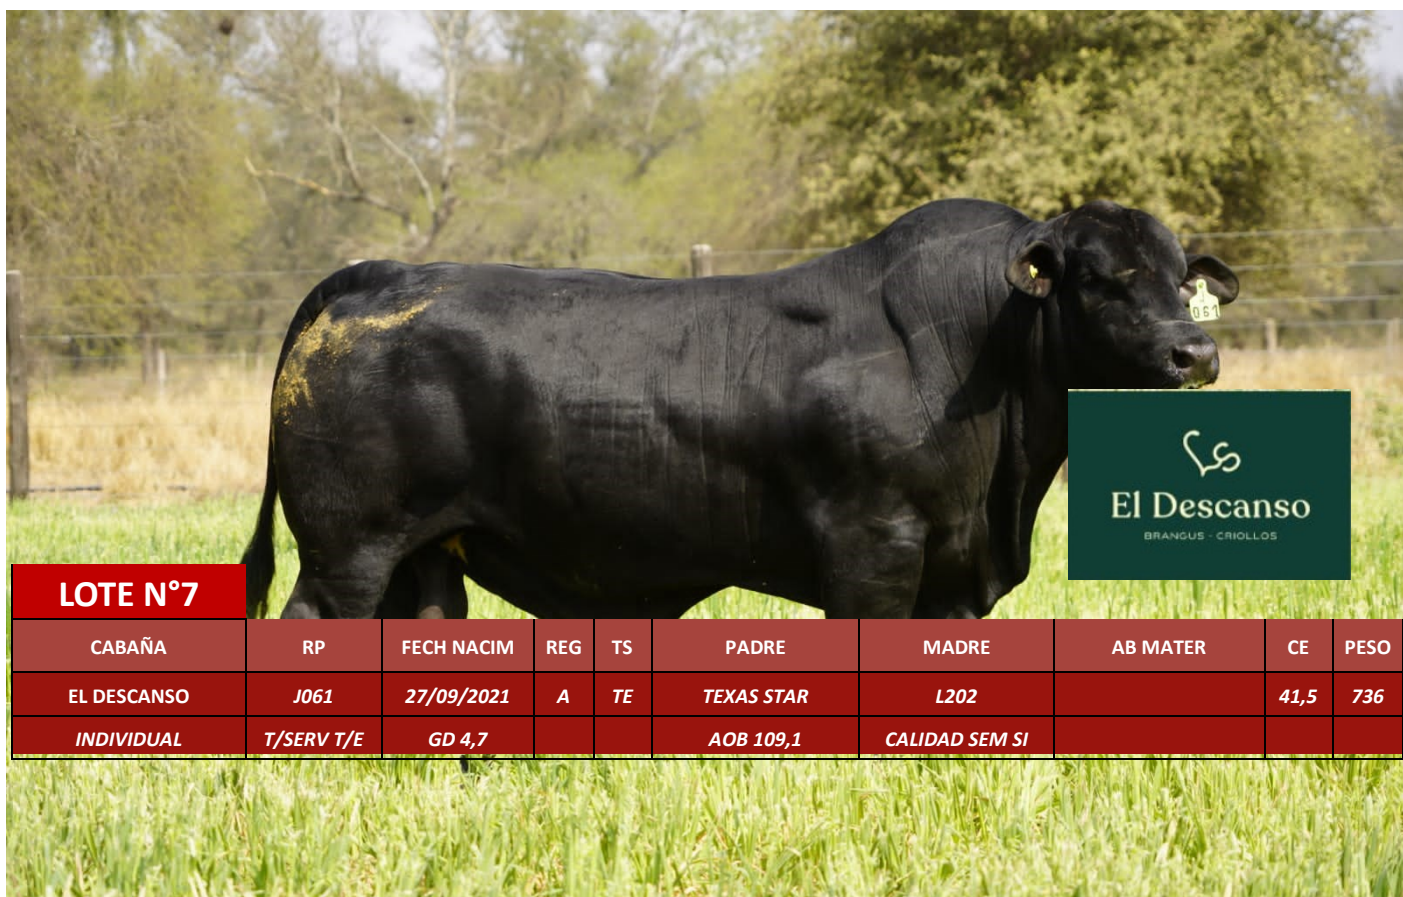 J
061
El Descanso
BRANGUS - CRIOLLOS
LOTE N°7
CABAÑA RP FECH NACIM REG TS PADRE MADRE AB MATER CE PESO
EL DESCANSO J061 27/09/2021 A TE TEXAS STAR L202 41,5 736
INDIVIDUAL T/SERV T/E GD 4,7 AOB 109,1 CALIDAD SEM SI